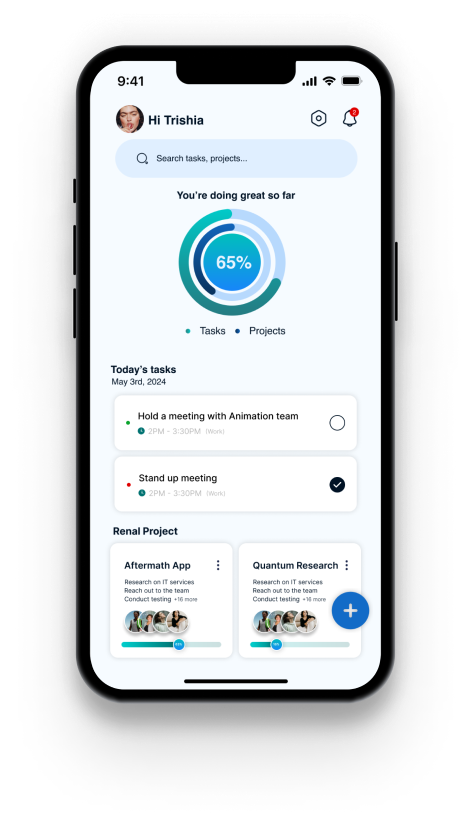 9:41
Hi Trishia
2
Search tasks, projects...
You're doing great so far
65%
Tasks Projects
Today's tasks
May 3rd, 2024
Hold a meeting with Animation team
2PM - 3:30PM (Work)
Stand up meeting
2PM - 3:30PM (Work)
Renal Project
Aftermath App
Research on IT services
Reach out to the team
Conduct testing +16 more
Quantum Research
Research on IT services
Reach out to the team
Conduct testing +16 more